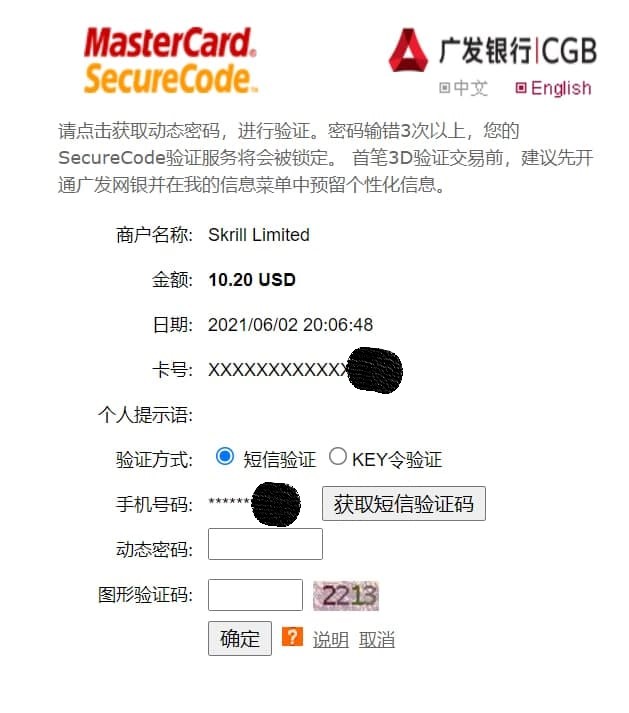 MasterCard.
SecureCode™
广发银行|CGB
中文 English
请点击获取动态密码，进行验证。密码输错3次以上，您的
SecureCode验证服务将会被锁定。 首笔3D验证交易前，建议先开
通广发网银并在我的信息菜单中预留个性化信息。
商户名称: Skrill Limited
金额: 10.20 USD
日期: 2021/06/02 20:06:48
卡号: XXXXXXXXXXXX
个人提示语:
验证方式: 短信验证 KEY令验证
手机号码: ****** 获取短信验证码
动态密码:
图形验证码: 2213
确定 ? 说明 取消